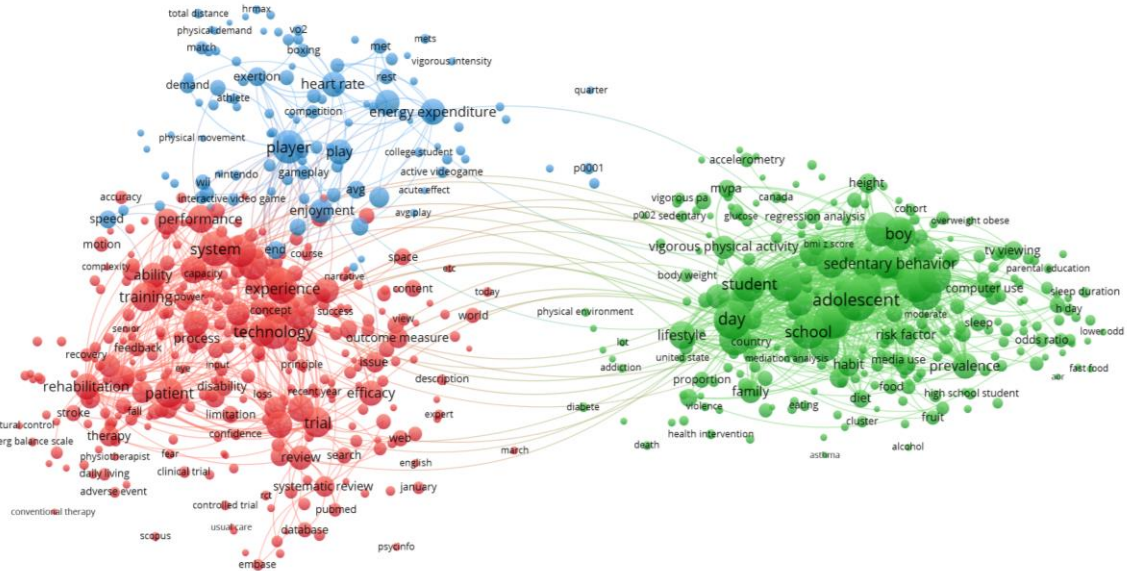 hrmax
total distance
physical demand
vo2
match
boxing
met
mets
vigorous intensity
exertion
heart rate
rest
demand
athlete
quarter
competition
energy expenditure
physical movement
player
play
college student
accelerometry
gameplay
active videogame
p0001
nintendo
wii
avg
acute effect
height
mvpa
canada
vigorous pa
accuracy
interactive video game
enjoyment
avg play
p002 sedentary
glucose
regression analysis
cohort
overweight obese
speed
performance
boy
motion
system
end
course
vigorous physical activity
bmi z score
tv viewing
space
etc
complexity
ability
capacity
narrative
body weight
sedentary behavior
parental education
student
computer use
sleep duration
training
power
experience
content
today
adolescent
h day
concept
success
physical environment
day
moderate
senior
technology
view
world
sleep
lower odd
process
outcome measure
lot
lifestyle
country
school
risk factor
odds ratio
recovery
feedback
eye
input
principle
issue
united state
mediation analysis
habit
media use
prevalence
fast food
addiction
aor
rehabilitation
patient
disability
loss
recent year
efficacy
description
proportion
family
food
diet
high school student
stroke
fall
limitation
trial
expert
diabete
violence
eating
cluster
fruit
tural control
confidence
health intervention
erg balance scale
therapy
web
death
alcohol
physiotherapist
fear
review
search
english
march
asthma
daily living
clinical trial
adverse event
systematic review
january
rct
conventional therapy
controlled trial
pubmed
usual care
database
scopus
psycinfo
embase